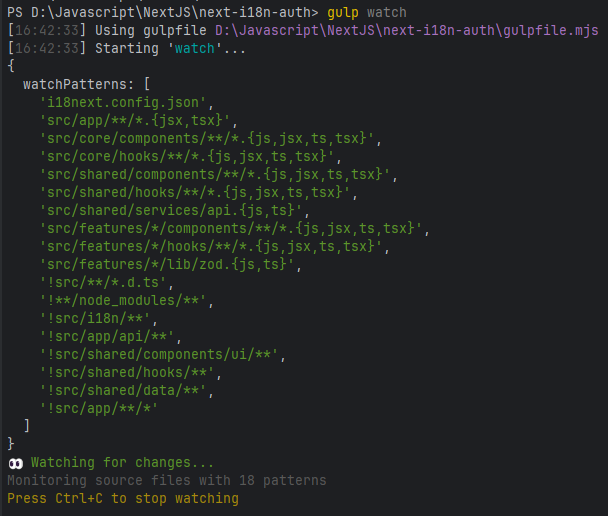 PS D:\Javascript\NextJS\next-i18n-auth> gulp watch
[16:42:33] Using gulpfile D:\Javascript\NextJS\next-i18n-auth\gulpfile.mjs
[16:42:33] Starting 'watch'...
{
  watchPatterns: [
    'i18next.config.json',
    'src/app/**/*.{jsx,tsx}',
    'src/core/components/**/*.{js,jsx,ts,tsx}',
    'src/core/hooks/**/*.{js,jsx,ts,tsx}',
    'src/shared/components/**/*.{js,jsx,ts,tsx}',
    'src/shared/hooks/**/*.{js,jsx,ts,tsx}',
    'src/shared/services/api.{js,ts}',
    'src/features/*/components/**/*.{js,jsx,ts,tsx}',
    'src/features/*/hooks/**/*.{js,jsx,ts,tsx}',
    'src/features/*/lib/zod.{js,ts}',
    '!src/**/*.d.ts',
    '!**/node_modules/**',
    '!src/i18n/**',
    '!src/app/api/**',
    '!src/shared/components/ui/**',
    '!src/shared/hooks/**',
    '!src/shared/data/**',
    '!src/app/**/*'
  ]
}
👀 Watching for changes...
Monitoring source files with 18 patterns
Press Ctrl+C to stop watching